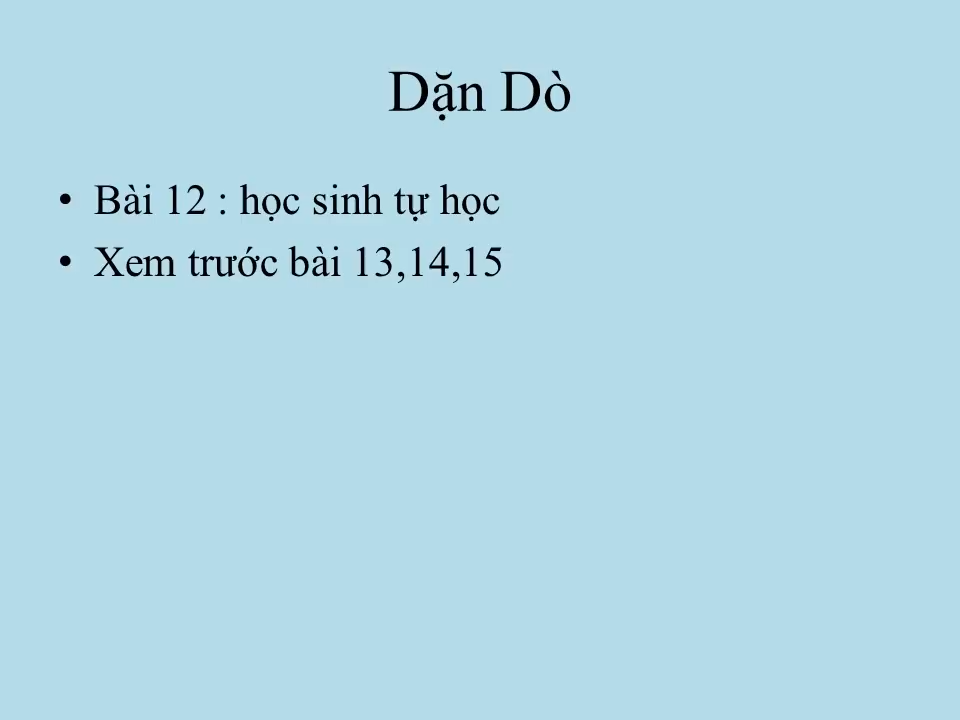 Dặn Dò
• Bài 12 : học sinh tự học
• Xem trước bài 13,14,15